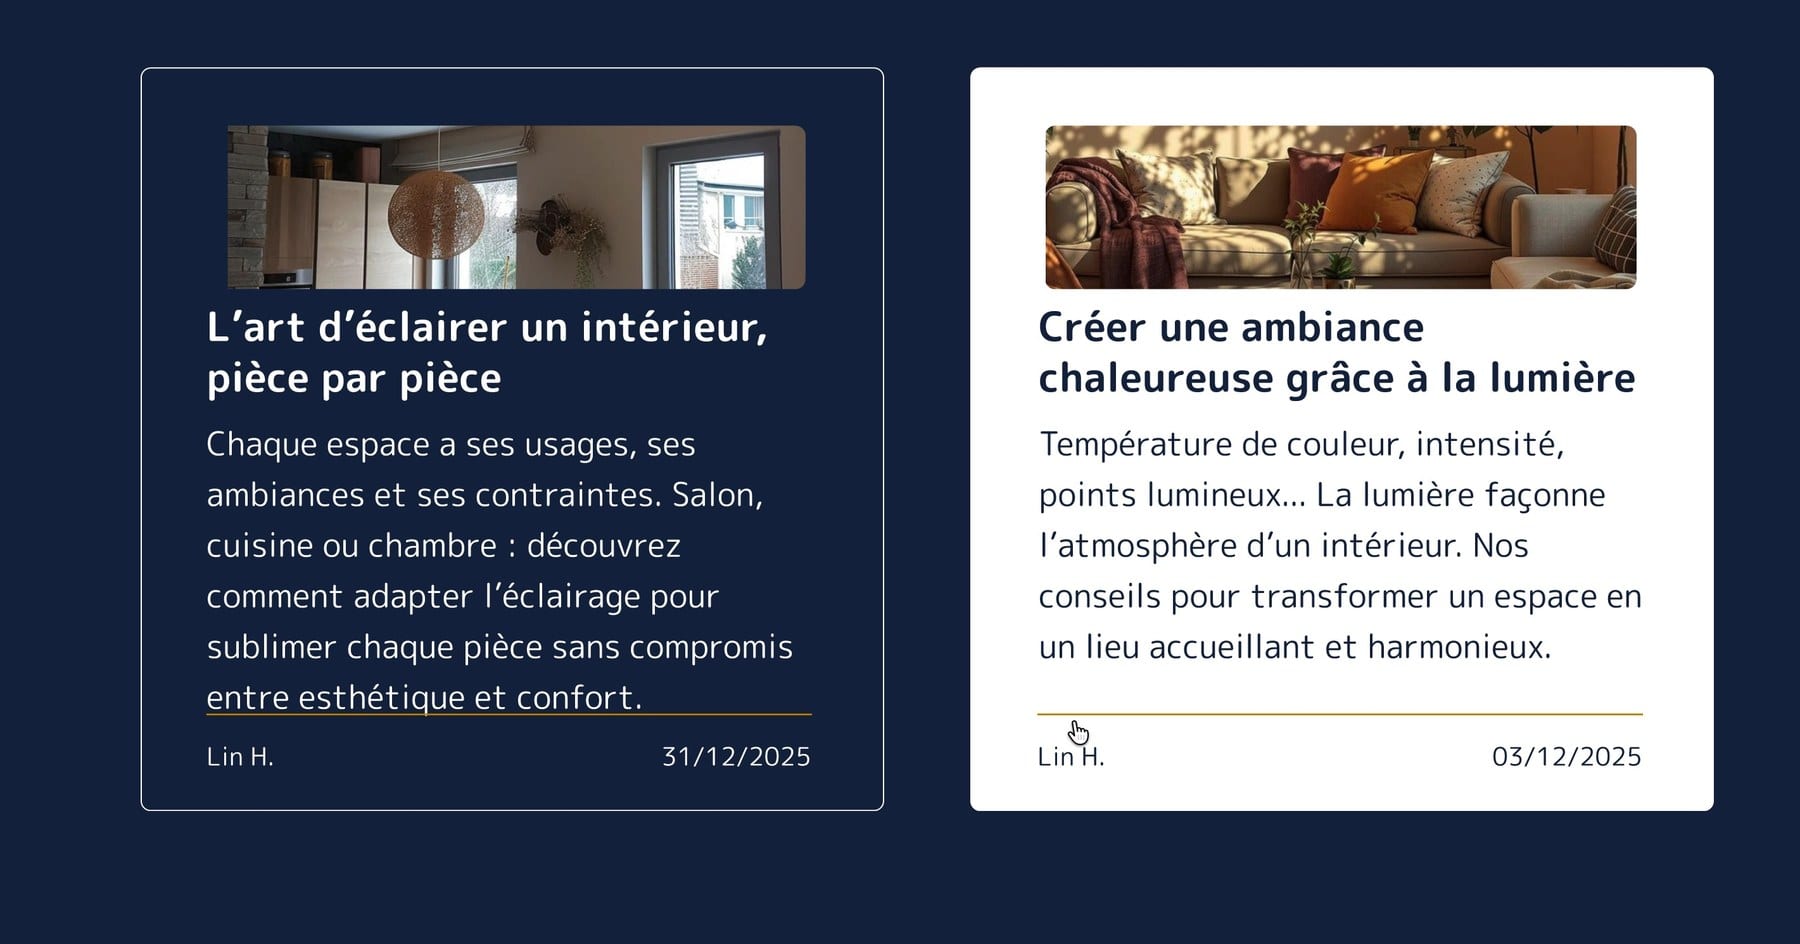 L’art d’éclairer un intérieur,
pièce par pièce
Chaque espace a ses usages, ses
ambiances et ses contraintes. Salon,
cuisine ou chambre : découvrez
comment adapter l’éclairage pour
sublimer chaque pièce sans compromis
entre esthétique et confort.
Lin H.
31/12/2025
Créer une ambiance
chaleureuse grâce à la lumière
Température de couleur, intensité,
points lumineux… La lumière façonne
l’atmosphère d’un intérieur. Nos
conseils pour transformer un espace en
un lieu accueillant et harmonieux.
Lin H.
03/12/2025